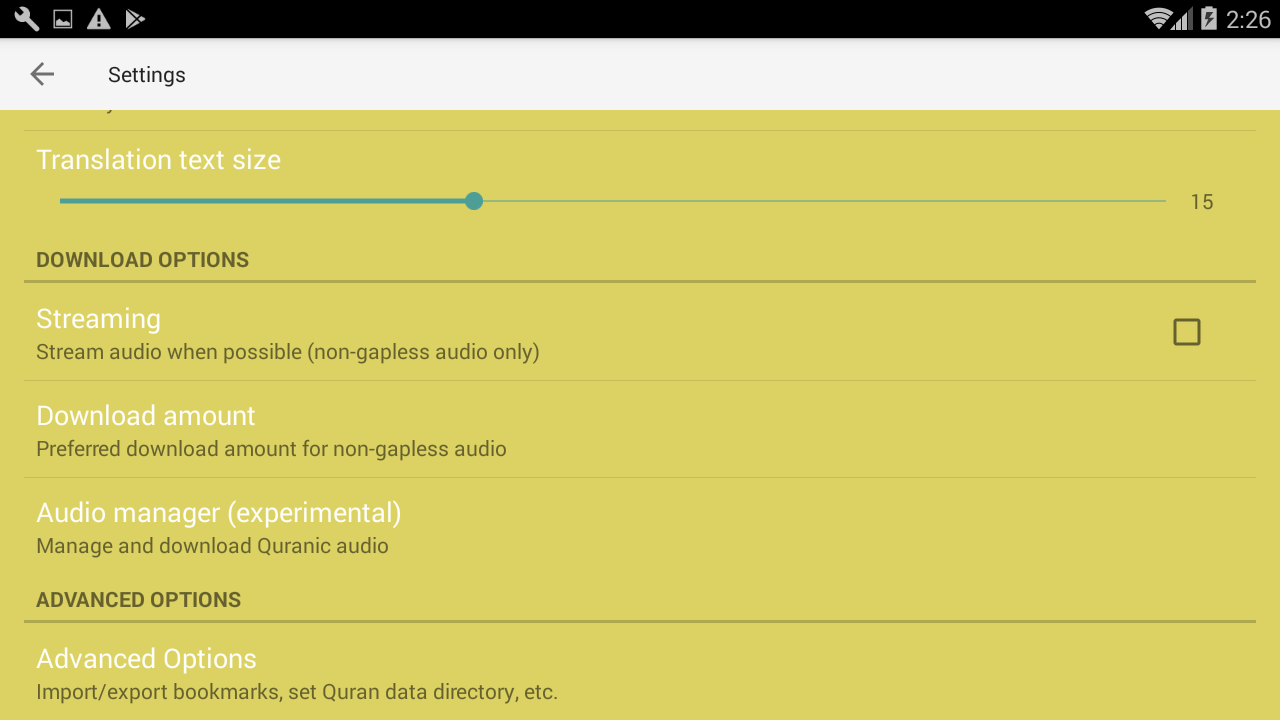 2:26
Settings
Translation text size
15
DOWNLOAD OPTIONS
Streaming
Stream audio when possible (non-gapless audio only)
Download amount
Preferred download amount for non-gapless audio
Audio manager (experimental)
Manage and download Quranic audio
ADVANCED OPTIONS
Advanced Options
Import/export bookmarks, set Quran data directory, etc.